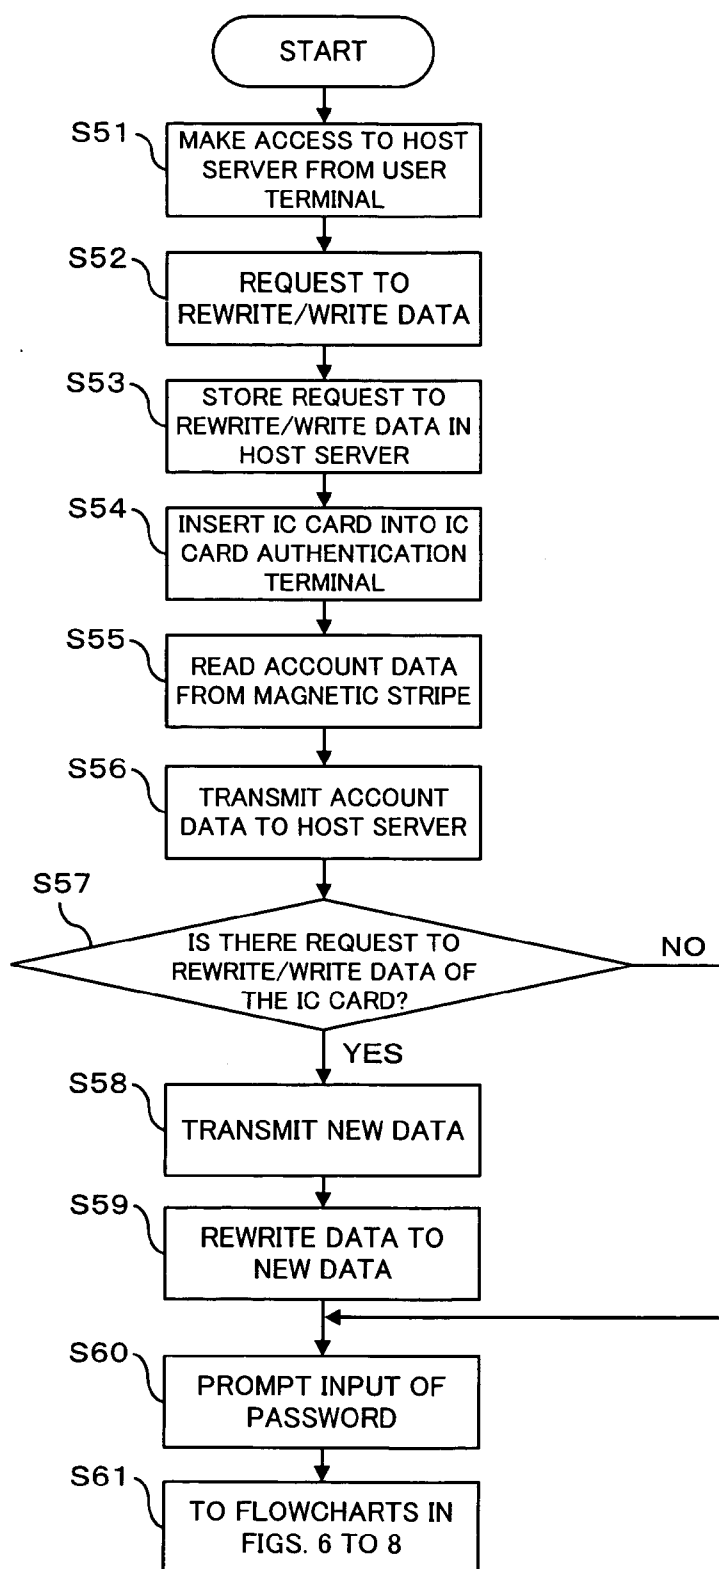 START
S51
MAKE ACCESS TO HOST
SERVER FROM USER
TERMINAL
S52
REQUEST TO
REWRITE/WRITE DATA
S53
STORE REQUEST TO
REWRITE/WRITE DATA IN
HOST SERVER
S54
INSERT IC CARD INTO IC
CARD AUTHENTICATION
TERMINAL
S55
READ ACCOUNT DATA
FROM MAGNETIC STRIPE
S56
TRANSMIT ACCOUNT
DATA TO HOST SERVER
S57
IS THERE REQUEST TO
REWRITE/WRITE DATA OF
THE IC CARD?
NO
YES
S58
TRANSMIT NEW DATA
S59
REWRITE DATA TO
NEW DATA
S60
PROMPT INPUT OF
PASSWORD
S61
TO FLOWCHARTS IN
FIGS. 6 TO 8